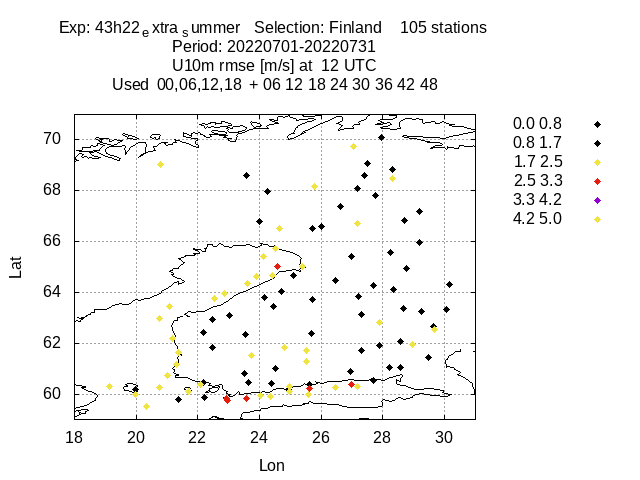 Exp: 43h22extrasummer Selection: Finland 105 stations
Period: 20220701-20220731
U10m rmse [m/s] at 12 UTC
Used 00,06,12,18 + 06 12 18 24 30 36 42 48
0.0 0.8
0.8 1.7
1.7 2.5
2.5 3.3
3.3 4.2
4.2 5.0
Lat
70
68
66
64
62
60
18 20 22 24 26 28 30
Lon